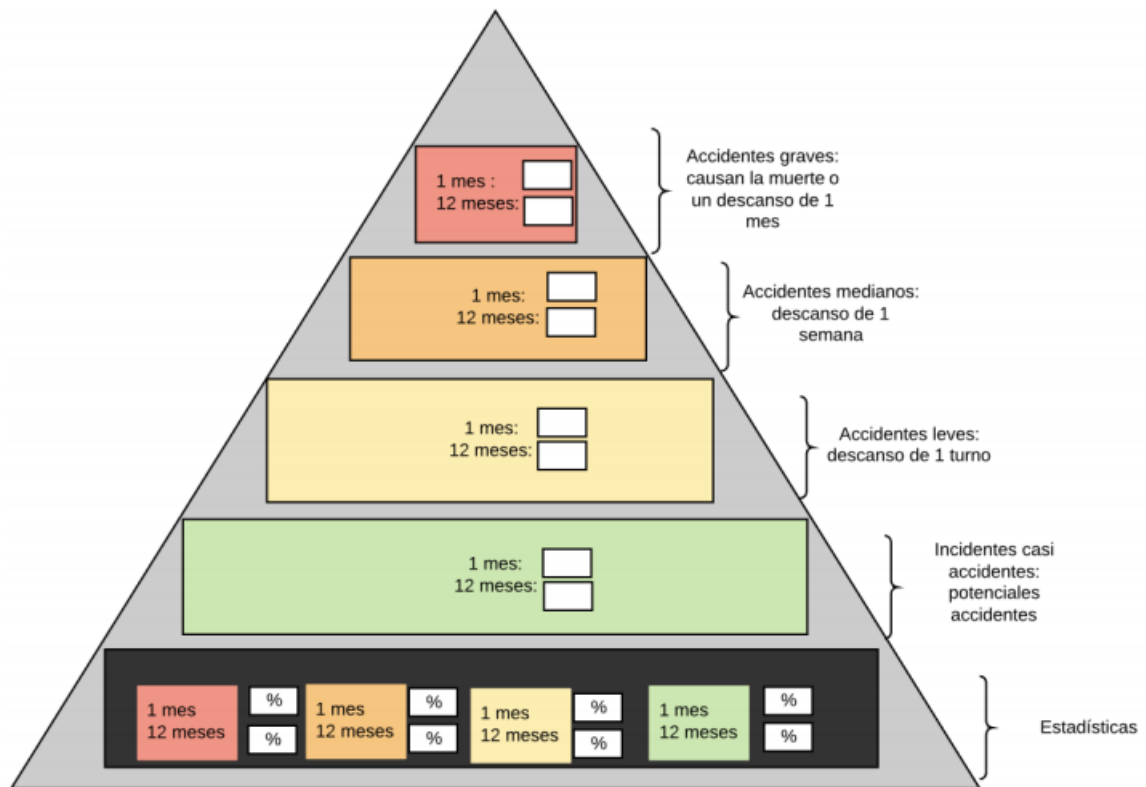 1 mes :
12 meses:
Accidentes graves:
causan la muerte o
un descanso de 1
mes
1 mes:
12 meses:
Accidentes medianos:
descanso de 1
semana
1 mes:
12 meses:
Accidentes leves:
descanso de 1 turno
1 mes:
12 meses:
Incidentes casi
accidentes:
potenciales
accidentes
1 mes
12 meses
%
%
1 mes
12 meses
%
%
1 mes
12 meses
%
%
1 mes
12 meses
%
%
Estadísticas